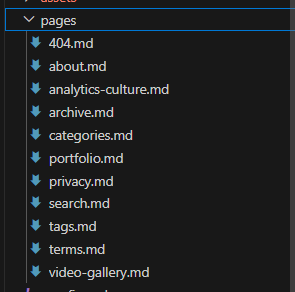 assets
pages
404.md
about.md
analytics-culture.md
archive.md
categories.md
portfolio.md
privacy.md
search.md
tags.md
terms.md
video-gallery.md